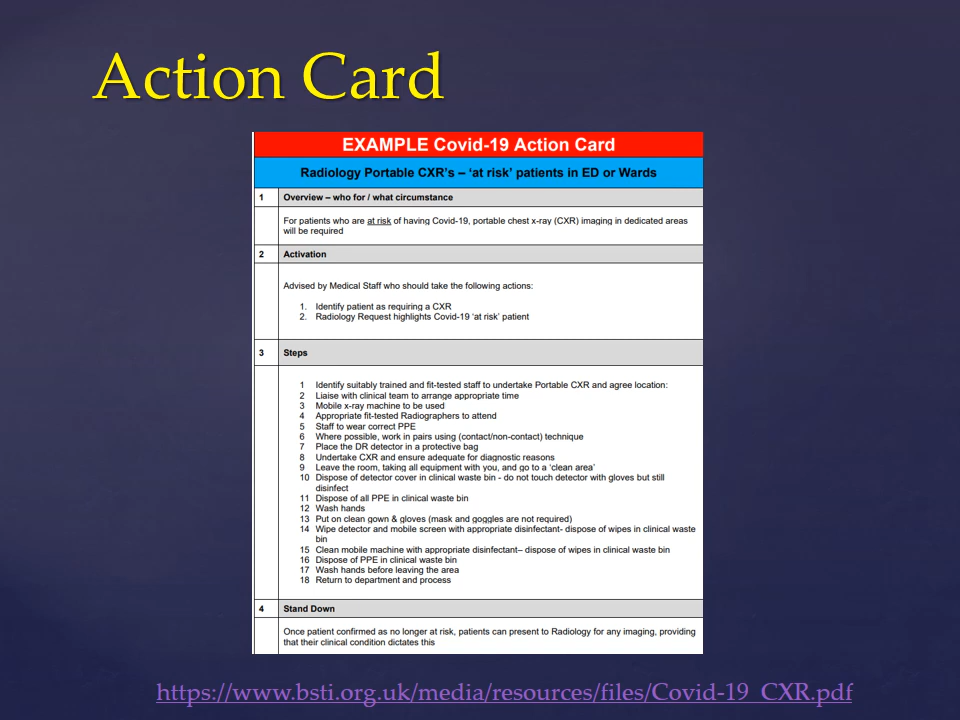 Action Card
EXAMPLE Covid-19 Action Card
Radiology Portable CXR's – 'at risk' patients in ED or Wards
1 Overview – who for / what circumstance
For patients who are at risk of having Covid-19, portable chest x-ray (CXR) imaging in dedicated areas
will be required
2 Activation
Advised by Medical Staff who should take the following actions:
1. Identify patient as requiring a CXR
2. Radiology Request highlights Covid-19 'at risk' patient
3 Steps
1 Identify suitably trained and fit-tested staff to undertake Portable CXR and agree location:
2 Liaise with clinical team to arrange appropriate time
3 Mobile x-ray machine to be used
4 Appropriate fit-tested Radiographers to attend
5 Staff to wear correct PPE
6 Where possible, work in pairs using (contact/non-contact) technique
7 Place the DR detector in a protective bag
8 Undertake CXR and ensure adequate for diagnostic reasons
9 Leave the room, taking all equipment with you, and go to a 'clean area'
10 Dispose of detector cover in clinical waste bin - do not touch detector with gloves but still
disinfect
11 Dispose of all PPE in clinical waste bin
12 Wash hands
13 Put on clean gown & gloves (mask and goggles are not required)
14 Wipe detector and mobile screen with appropriate disinfectant- dispose of wipes in clinical waste
bin
15 Clean mobile machine with appropriate disinfectant– dispose of wipes in clinical waste bin
16 Dispose of PPE in clinical waste bin
17 Wash hands before leaving the area
18 Return to department and process
4 Stand Down
Once patient confirmed as no longer at risk, patients can present to Radiology for any imaging, providing
that their clinical condition dictates this
https://www.bsti.org.uk/media/resources/files/Covid-19_CXR.pdf